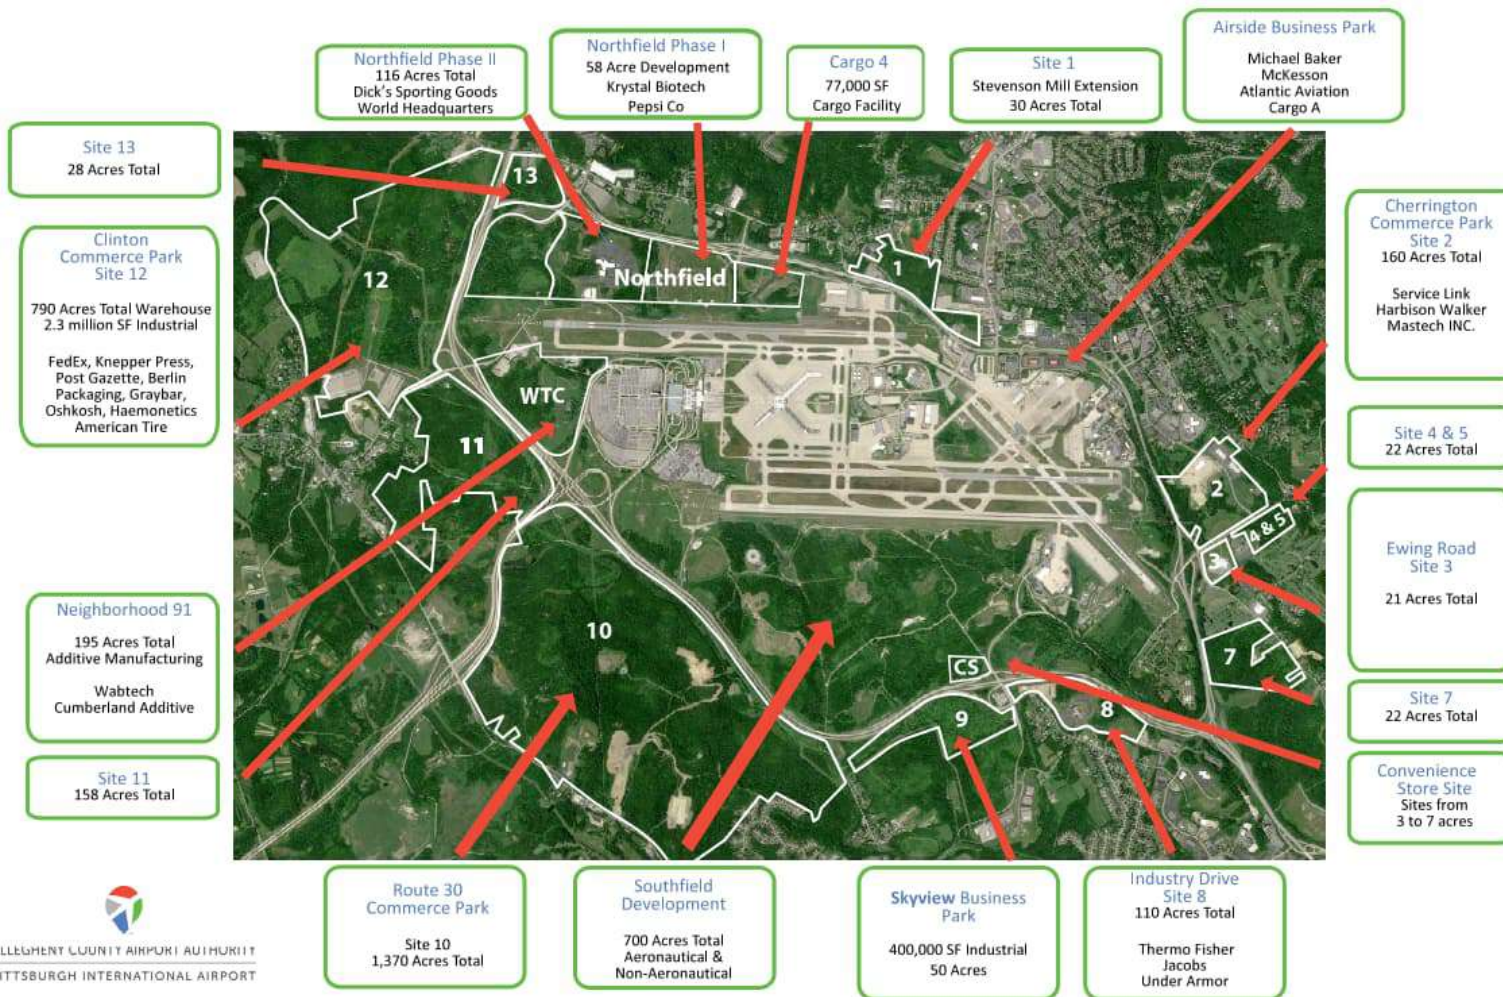 Northfield Phase II
116 Acres Total
Dick's Sporting Goods
World Headquarters
Northfield Phase I
58 Acre Development
Krystal Biotech
Pepsi Co
Cargo 4
77,000 SF
Cargo Facility
Site 1
Stevenson Mill Extension
30 Acres Total
Airside Business Park
Michael Baker
McKesson
Atlantic Aviation
Cargo A
Site 13
28 Acres Total
Clinton
Commerce Park
Site 12
790 Acres Total Warehouse
2.3 million SF Industrial
FedEx, Knepper Press,
Post Gazette, Berlin
Packaging, Graybar,
Oshkosh, Haemonetics
American Tire
Neighborhood 91
195 Acres Total
Additive Manufacturing
Wabtech
Cumberland Additive
Site 11
158 Acres Total
13
12
Northfield
1
WTC
11
2
4 & 5
3
10
7
CS
9
8
Cherrington
Commerce Park
Site 2
160 Acres Total
Service Link
Harbison Walker
Mastech INC.
Site 4 & 5
22 Acres Total
Ewing Road
Site 3
21 Acres Total
Site 7
22 Acres Total
Convenience
Store Site
Sites from
3 to 7 acres
Route 30
Commerce Park
Site 10
1,370 Acres Total
Southfield
Development
700 Acres Total
Aeronautical &
Non-Aeronautical
Skyview Business
Park
400,000 SF Industrial
50 Acres
Industry Drive
Site 8
110 Acres Total
Thermo Fisher
Jacobs
Under Armor
LLEGHENY COUNTY AIRPORT AUTHORITY
ITTSBURGH INTERNATIONAL AIRPORT